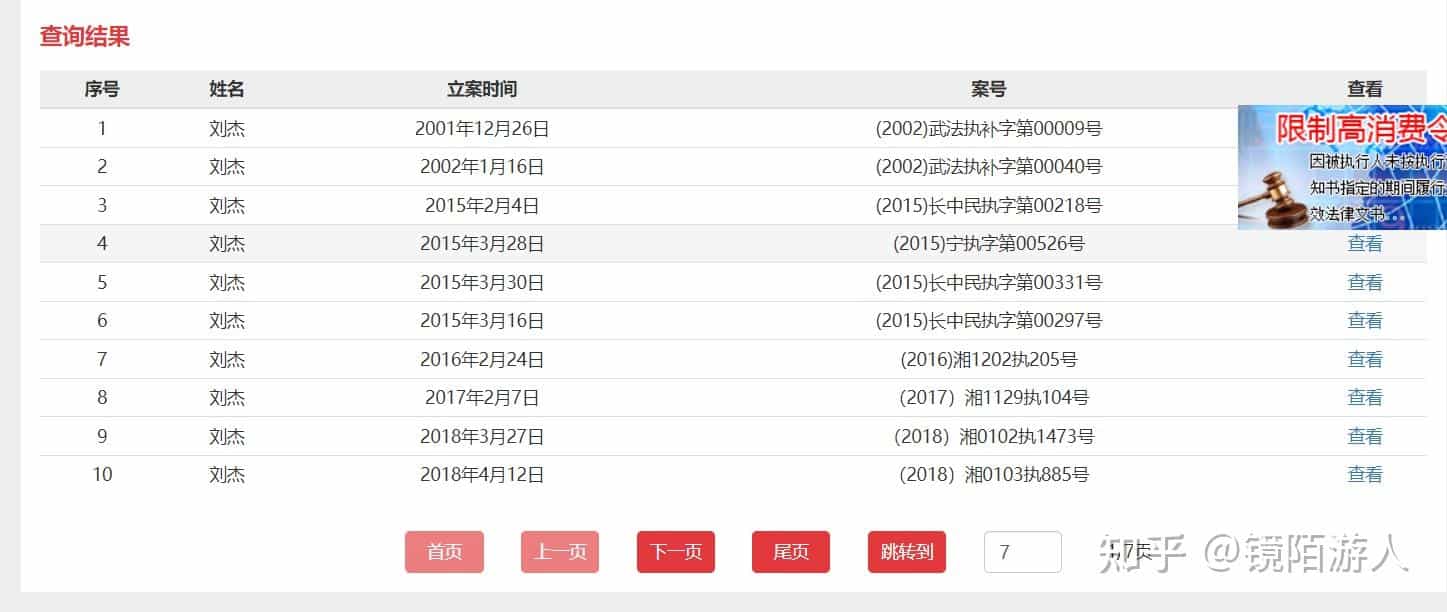 查询结果
序号 姓名 立案时间 案号 查看
1 刘杰 2001年12月26日 (2002)武法执补字第00009号
2 刘杰 2002年1月16日 (2002)武法执补字第00040号
3 刘杰 2015年2月4日 (2015)长中民执字第00218号
限制高消费令
因被执行人未按执行
知书指定的期间履行
效法律文书...
4 刘杰 2015年3月28日 (2015)宁执字第00526号 查看
5 刘杰 2015年3月30日 (2015)长中民执字第00331号 查看
6 刘杰 2015年3月16日 (2015)长中民执字第00297号 查看
7 刘杰 2016年2月24日 (2016)湘1202执205号 查看
8 刘杰 2017年2月7日 (2017）湘1129执104号 查看
9 刘杰 2018年3月27日 (2018）湘0102执1473号 查看
10 刘杰 2018年4月12日 (2018）湘0103执885号 查看
首页 上一页 下一页 尾页 跳转到 7 1/7页
知乎 @镜陌游人